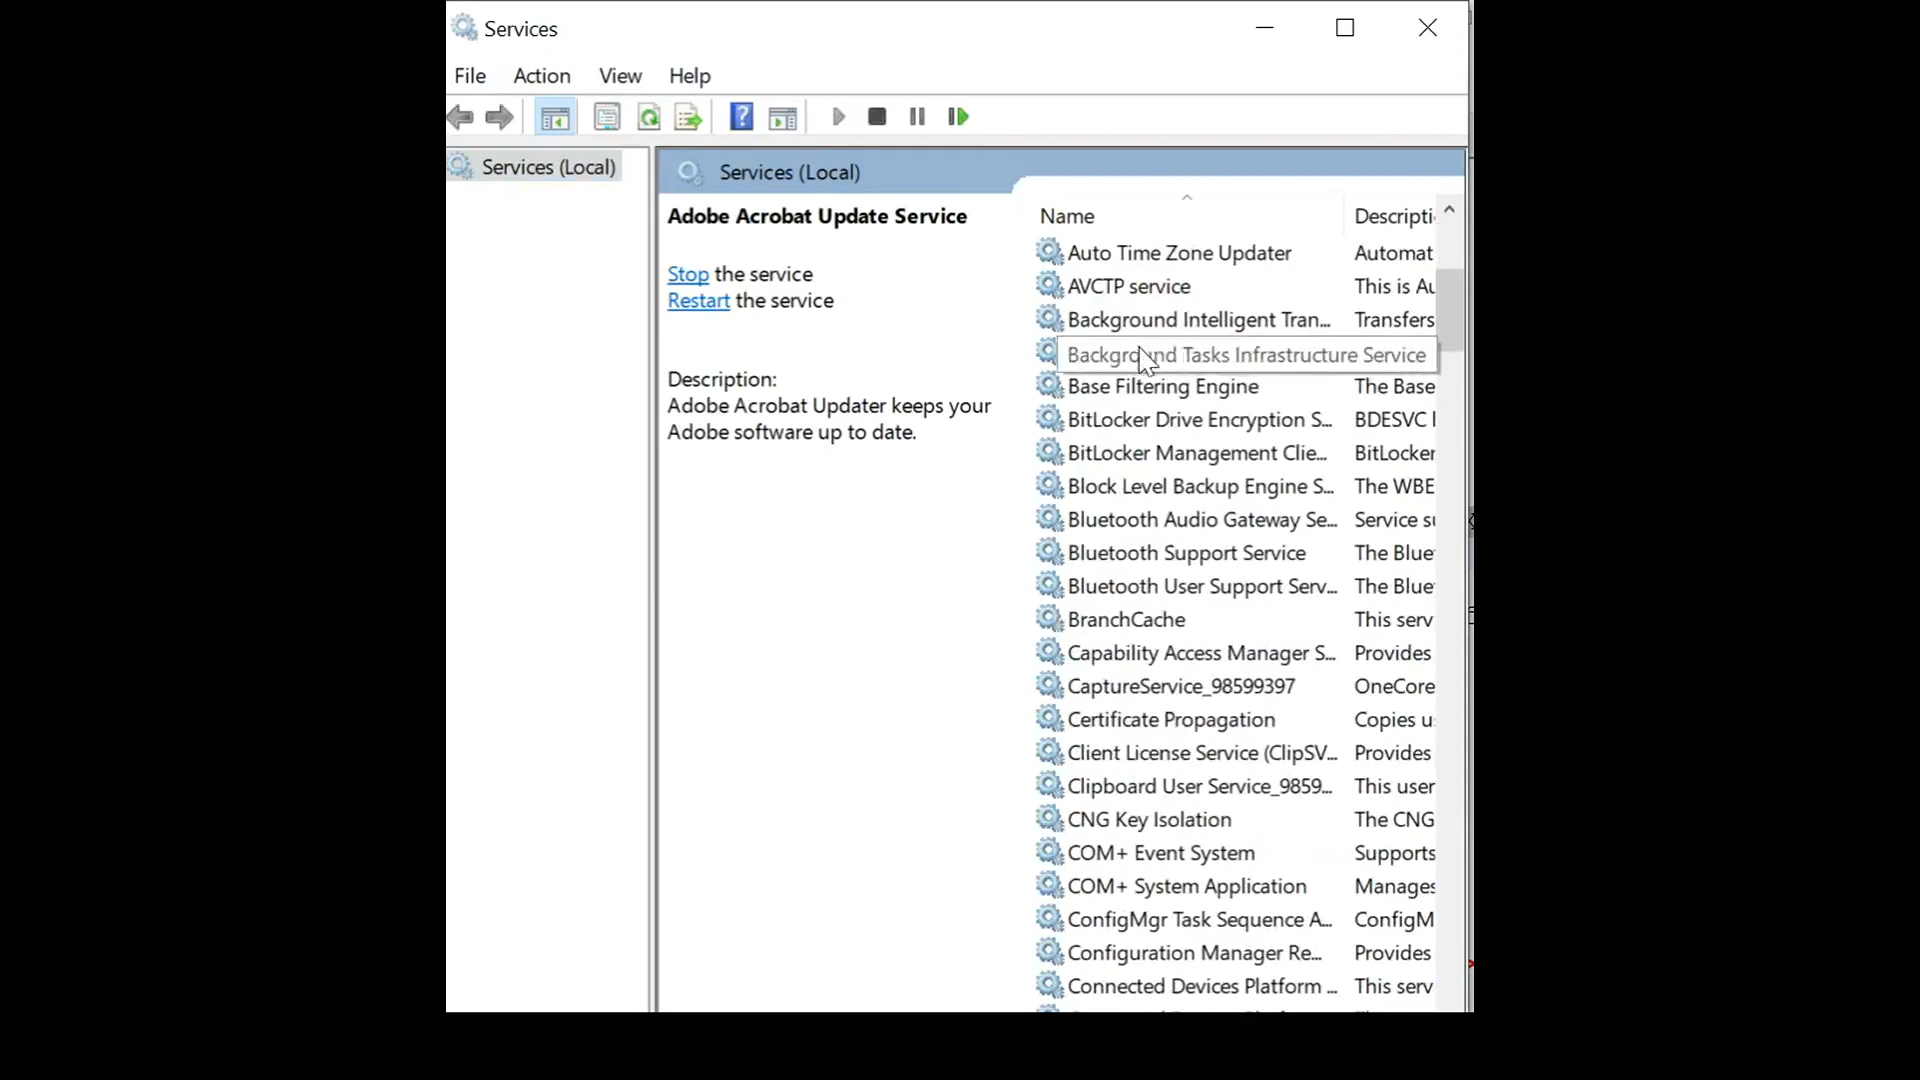 Services
File Action View Help
Services (Local)
Services (Local)
Adobe Acrobat Update Service
Stop the service
Restart the service
Description:
Adobe Acrobat Updater keeps your
Adobe software up to date.
Name Descripti
Auto Time Zone Updater Automat
AVCTP service This is Au
Background Intelligent Tran... Transfers
Background Tasks Infrastructure Service
Base Filtering Engine The Base
BitLocker Drive Encryption S... BDESVC
BitLocker Management Clie... BitLocker
Block Level Backup Engine S... The WBE
Bluetooth Audio Gateway Se... Service su
Bluetooth Support Service The Blue
Bluetooth User Support Serv... The Blue
BranchCache This serv
Capability Access Manager S... Provides
CaptureService_98599397 OneCore
Certificate Propagation Copies u
Client License Service (ClipSV... Provides
Clipboard User Service_9859... This user
CNG Key Isolation The CNG
COM+ Event System Supports
COM+ System Application Manages
ConfigMgr Task Sequence A... ConfigM
Configuration Manager Re... Provides
Connected Devices Platform ... This serv